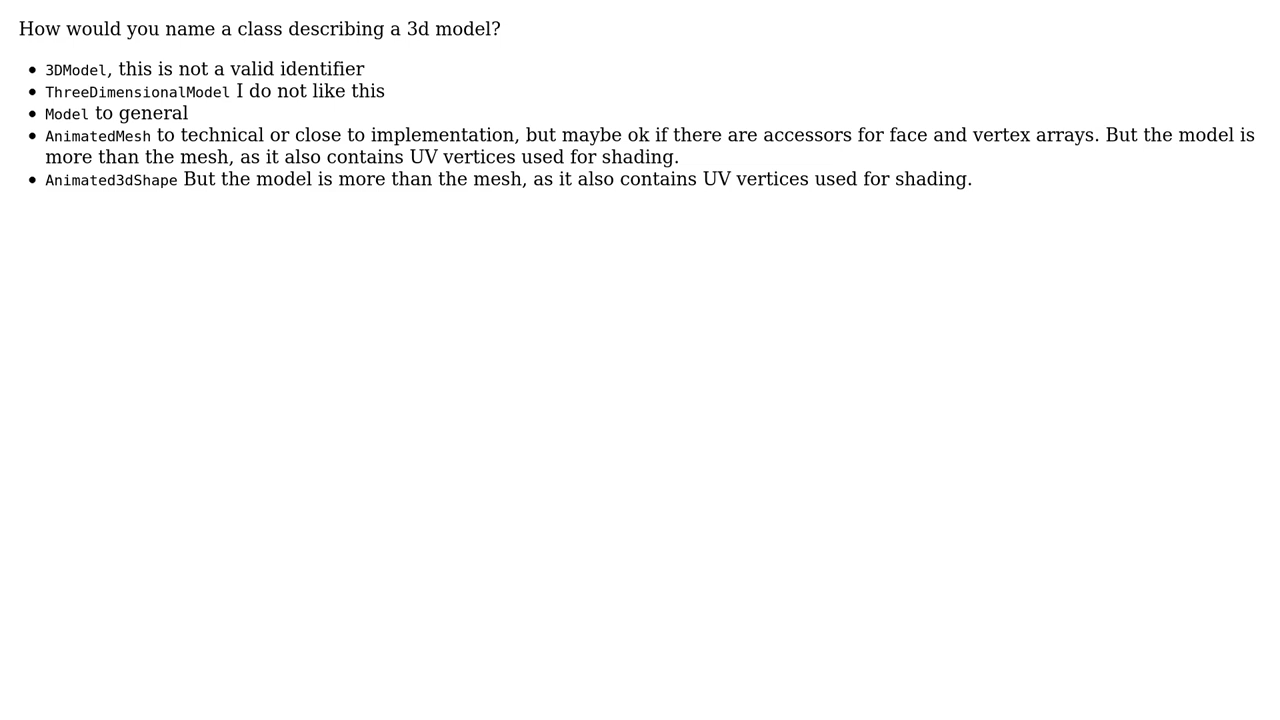 How would you name a class describing a 3d model?
3DModel, this is not a valid identifier
ThreeDimensionalModel I do not like this
Model to general
AnimatedMesh to technical or close to implementation, but maybe ok if there are accessors for face and vertex arrays. But the model is
more than the mesh, as it also contains UV vertices used for shading.
Animated3dShape But the model is more than the mesh, as it also contains UV vertices used for shading.